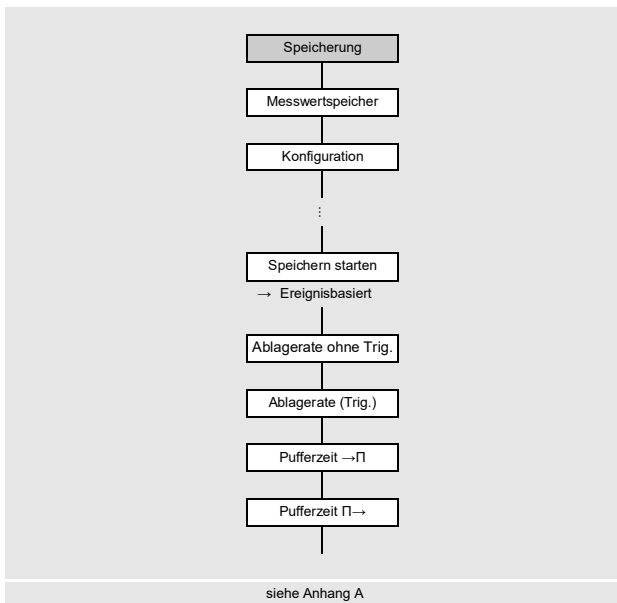 Speicherung
Messwertspeicher
Konfiguration
⋮
Speichern starten
→ Ereignisbasiert
Ablagerate ohne Trig.
Ablagerate (Trig.)
Pufferzeit →Π
Pufferzeit Π→
siehe Anhang A